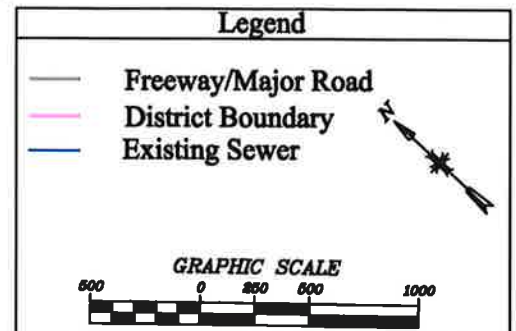 Legend
Freeway/Major Road
District Boundary
Existing Sewer
N
GRAPHIC SCALE
500 0 250 500 1000